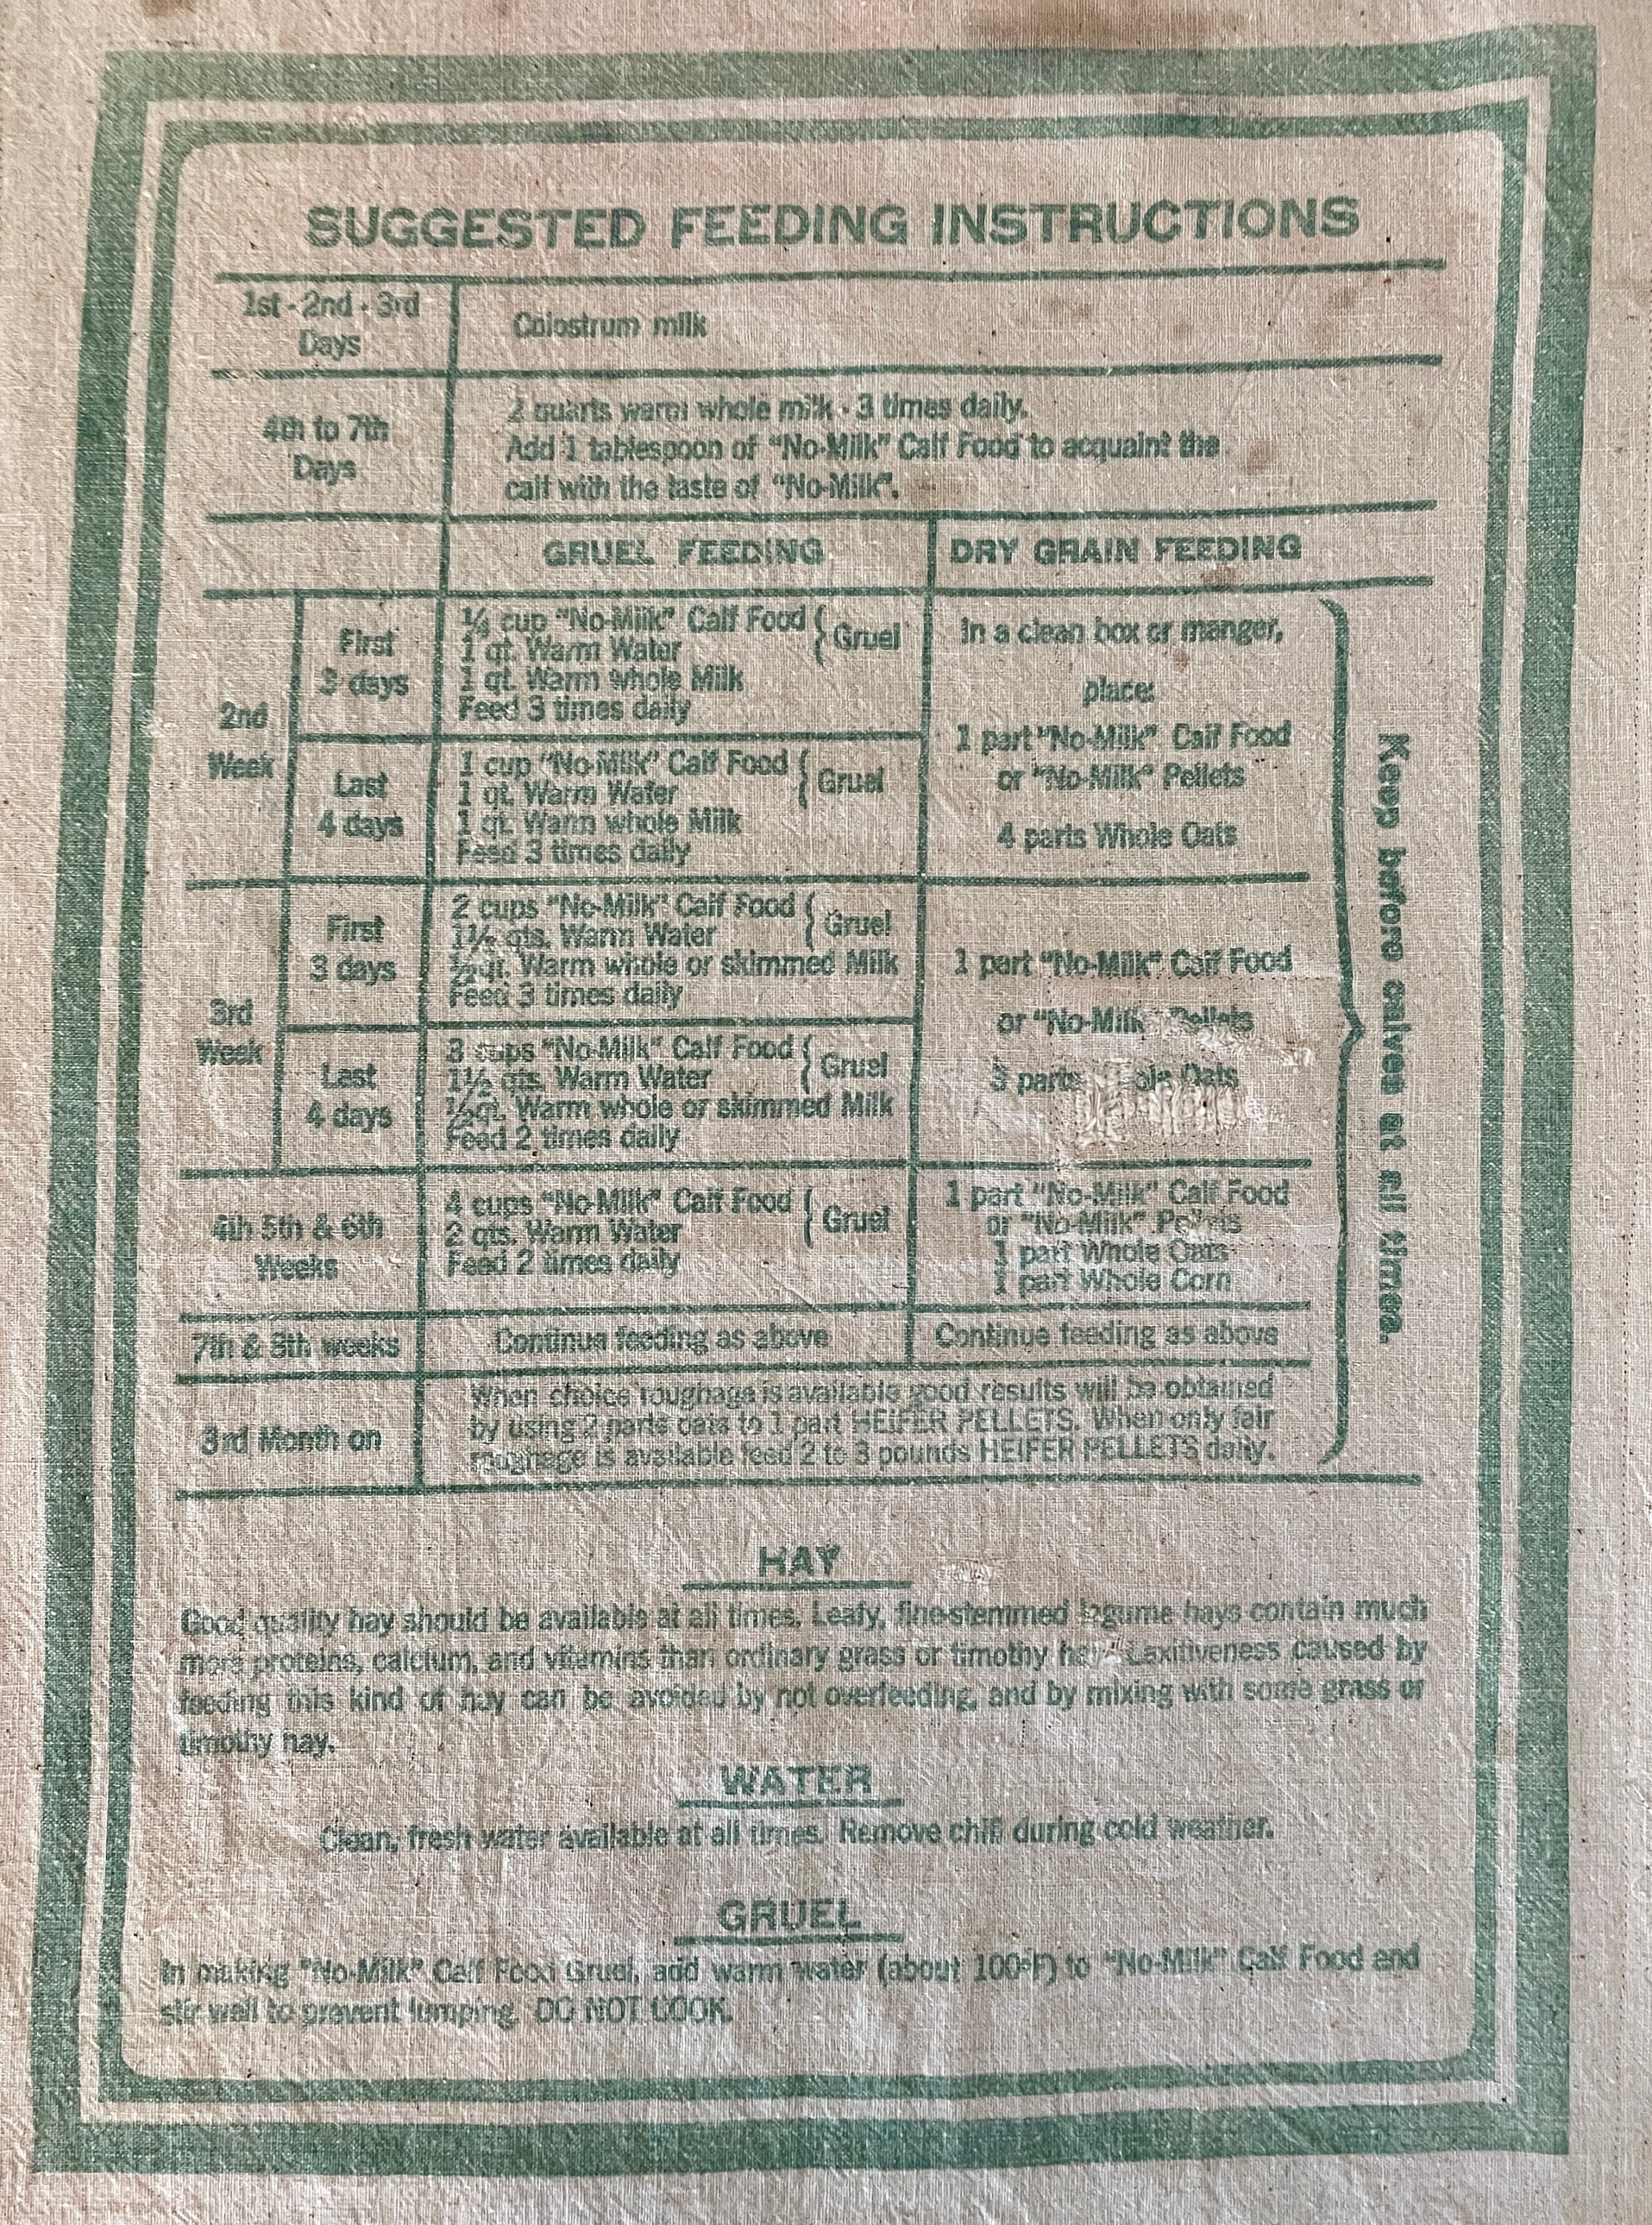 SUGGESTED FEEDING INSTRUCTIONS
1st - 2nd - 3rd
Days
Colostrum milk
4th to 7th
Days
2 quarts warm whole milk - 3 times daily.
Add 1 tablespoon of "No-Milk" Calf Food to acquaint the
calf with the taste of "No-Milk".
GRUEL FEEDING
DRY GRAIN FEEDING
2nd
Week
First
3 days
cup "No-Milk" Calf Food
1 qt. Warm Water
Gruel
1 qt. Warm whole Milk
Feed 3 times daily
Last
4 days
1 cup "No-Milk" Calf Food
1 qt. Warm Water
Gruel
1 qt. Warm whole Milk
Feed 3 times daily
In a clean box or manger,
place:
1 part "No-Milk" Calf Food
or "No-Milk" Pellets
4 parts Whole Oats
3rd
Week
First
3 days
2 cups "No-Milk" Calf Food
1½ qts. Warm Water
Gruel
½ qt. Warm whole or skimmed Milk
Feed 3 times daily
Last
4 days
3 cups "No-Milk" Calf Food
1½ qts. Warm Water
Gruel
½ qt. Warm whole or skimmed Milk
Feed 2 times daily
1 part "No-Milk" Calf Food
or "No-Milk Pellets
3 parts Oats
4th 5th & 6th
Weeks
4 cups "No-Milk" Calf Food
2 qts. Warm Water
Gruel
Feed 2 times daily
1 part "No-Milk" Calf Food
or "No-Milk" Pellets
1 part Whole Oats
1 part Whole Corn
7th & 8th weeks
Continue feeding as above
Continue feeding as above
3rd Month on
When choice roughage is available good results will be obtained
by using 2 parts oats to 1 part HEIFER PELLETS. When only fair
roughage is available feed 2 to 3 pounds HEIFER PELLETS daily.
Keep before calves at all times.
HAY
Good quality hay should be available at all times. Leafy, fine-stemmed legume hays contain much
more proteins, calcium, and vitamins than ordinary grass or timothy hay. Laxitiveness caused by
feeding this kind of hay can be avoided by not overfeeding, and by mixing with some grass or
timothy hay.
WATER
Clean, fresh water available at all times. Remove chill during cold weather.
GRUEL
In making "No-Milk" Calf Food Gruel, add warm water (about 100°F) to "No-Milk" Calf Food and
stir well to prevent lumping. DO NOT COOK.